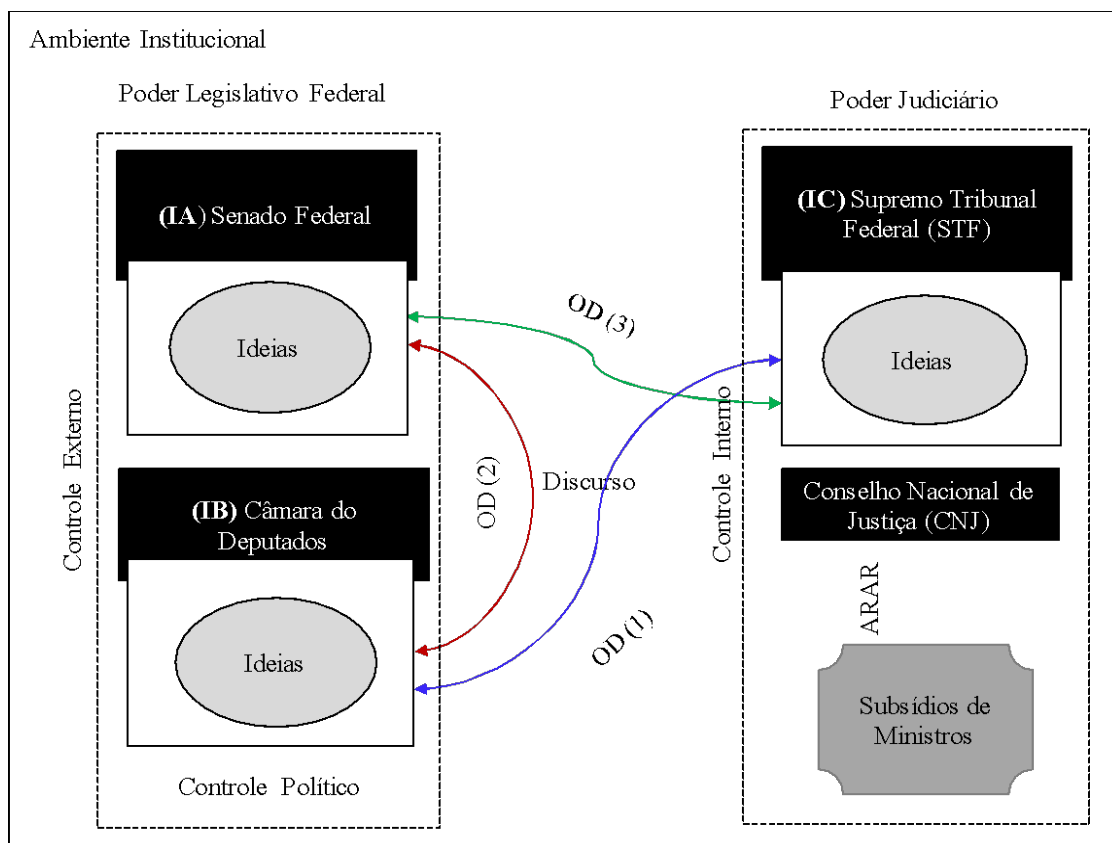 Ambiente Institucional
Poder Legislativo Federal
Poder Judiciário
(IA) Senado Federal
Ideias
Controle Externo
(IB) Câmara do
Deputados
Ideias
Controle Político
OD (3)
OD (2)
Discurso
OD (1)
(IC) Supremo Tribunal
Federal (STF)
Ideias
Controle Interno
Conselho Nacional de
Justiça (CNJ)
ARAR
Subsídios de
Ministros